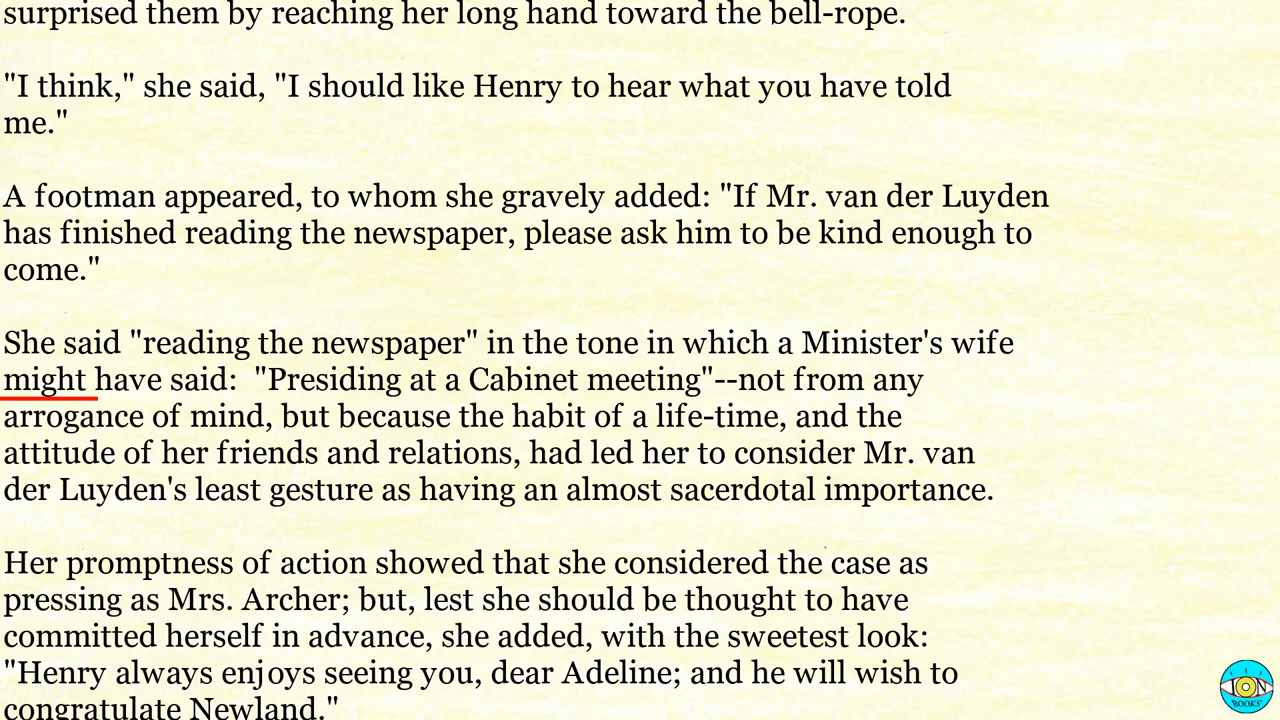 surprised them by reaching her long hand toward the bell-rope.
"I think," she said, "I should like Henry to hear what you have told
me."
A footman appeared, to whom she gravely added: "If Mr. van der Luyden
has finished reading the newspaper, please ask him to be kind enough to
come."
She said "reading the newspaper" in the tone in which a Minister's wife
might have said:  "Presiding at a Cabinet meeting"--not from any
arrogance of mind, but because the habit of a life-time, and the
attitude of her friends and relations, had led her to consider Mr. van
der Luyden's least gesture as having an almost sacerdotal importance.
Her promptness of action showed that she considered the case as
pressing as Mrs. Archer; but, lest she should be thought to have
committed herself in advance, she added, with the sweetest look:
"Henry always enjoys seeing you, dear Adeline; and he will wish to
congratulate Newland."
ION
BOOKS